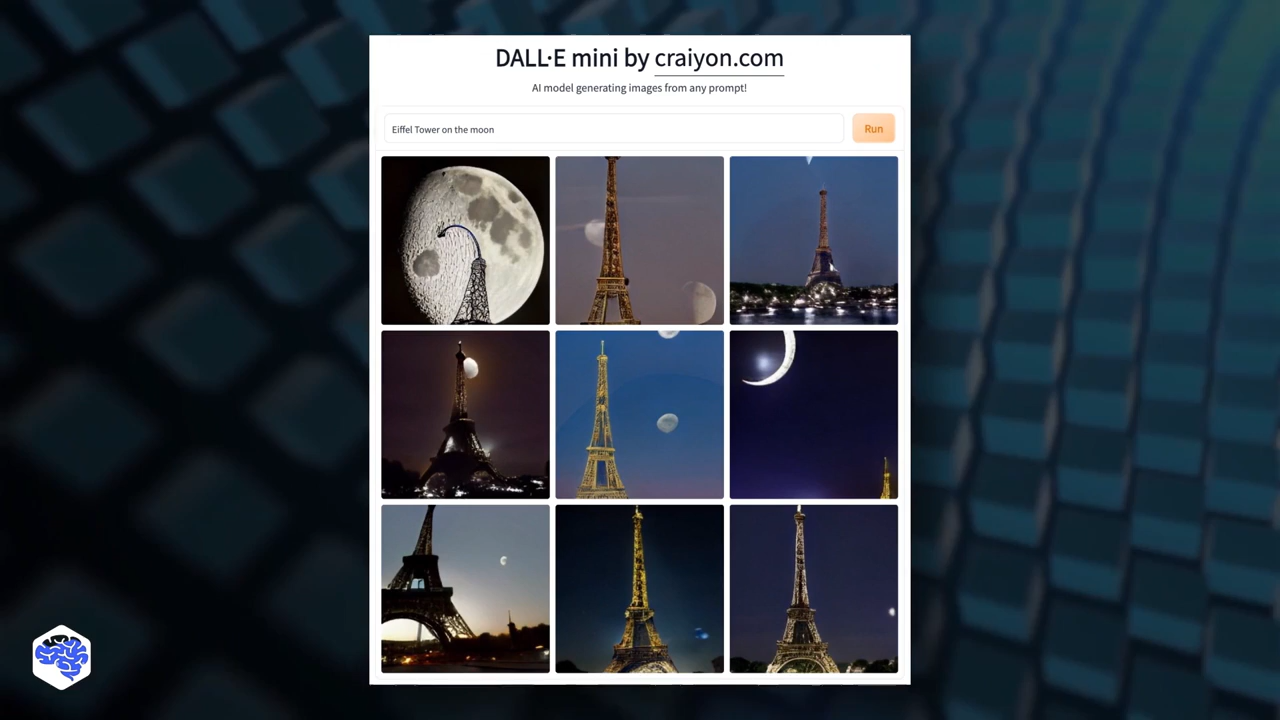 DALL·E mini by craiyon.com
AI model generating images from any prompt!
Eiffel Tower on the moon
Run